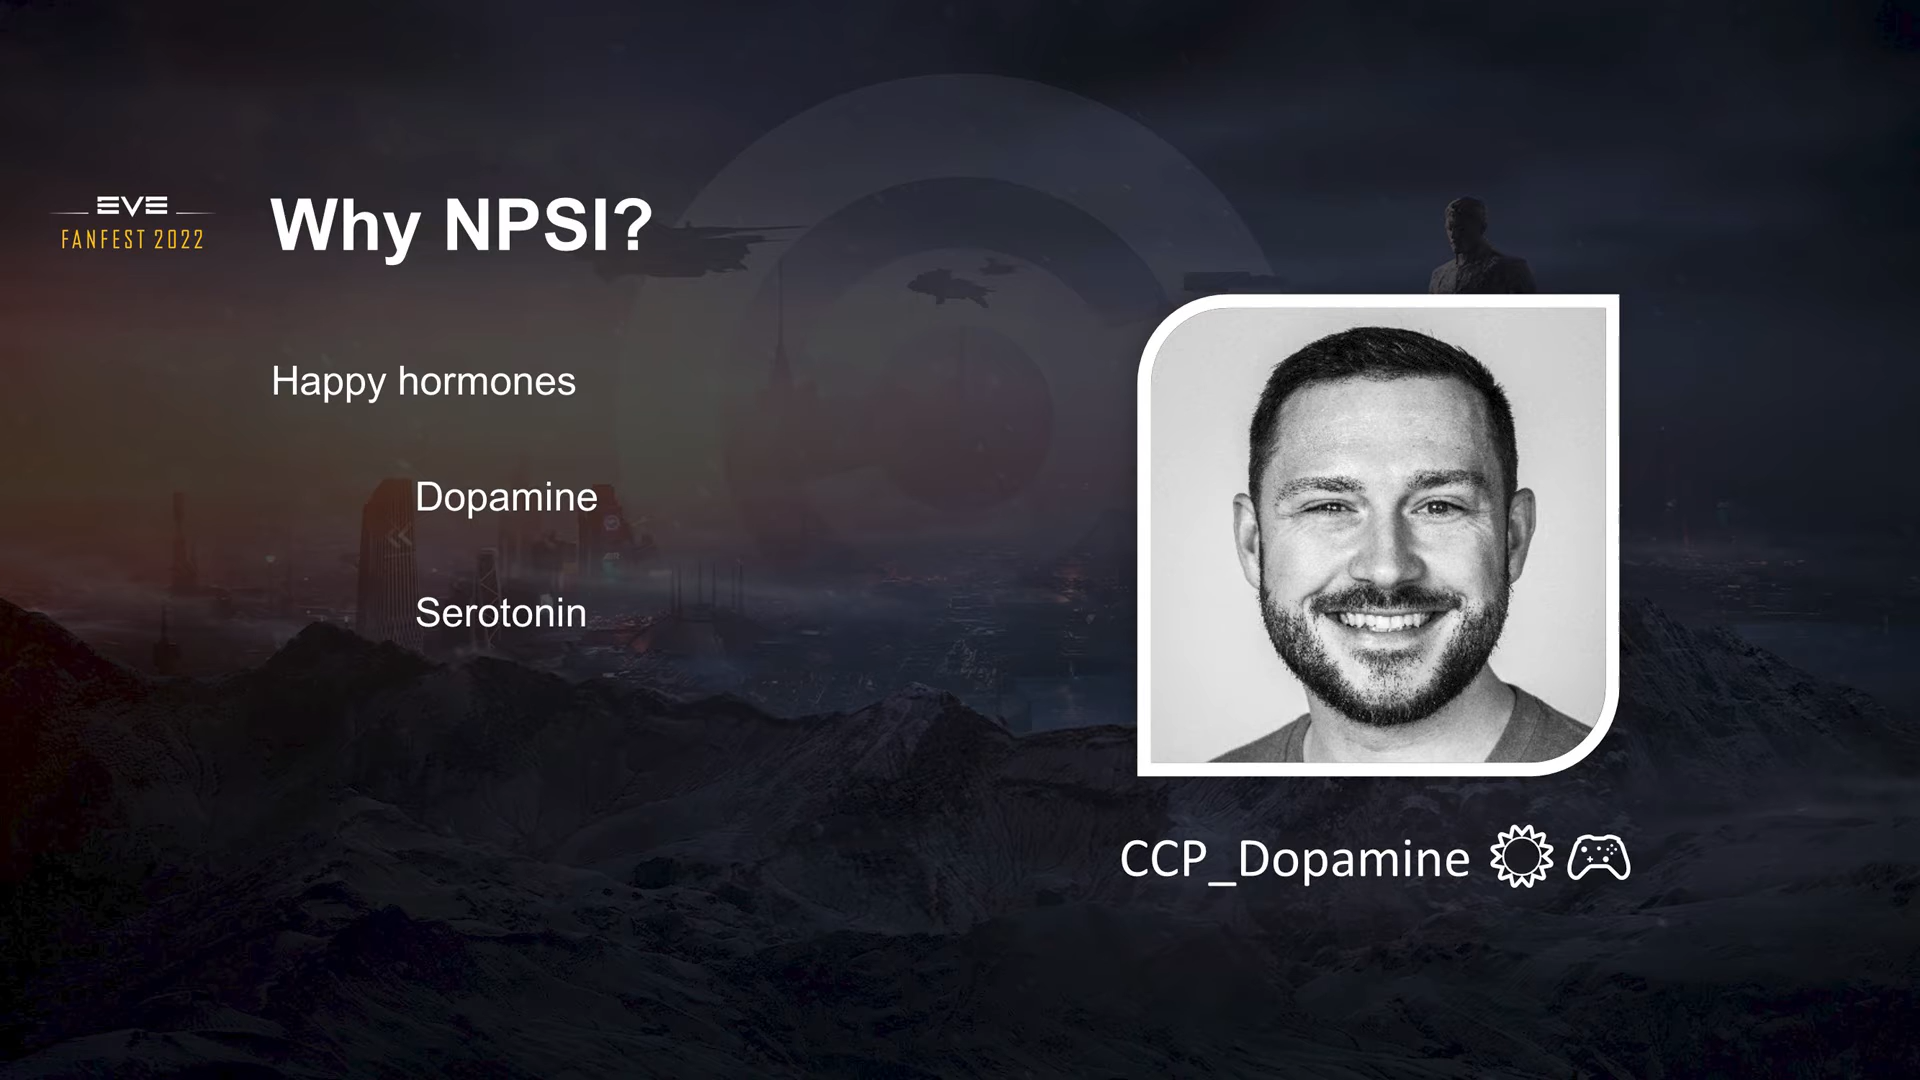 EVE
FANFEST 2022
Why NPSI?
Happy hormones
Dopamine
Serotonin
CCP_Dopamine